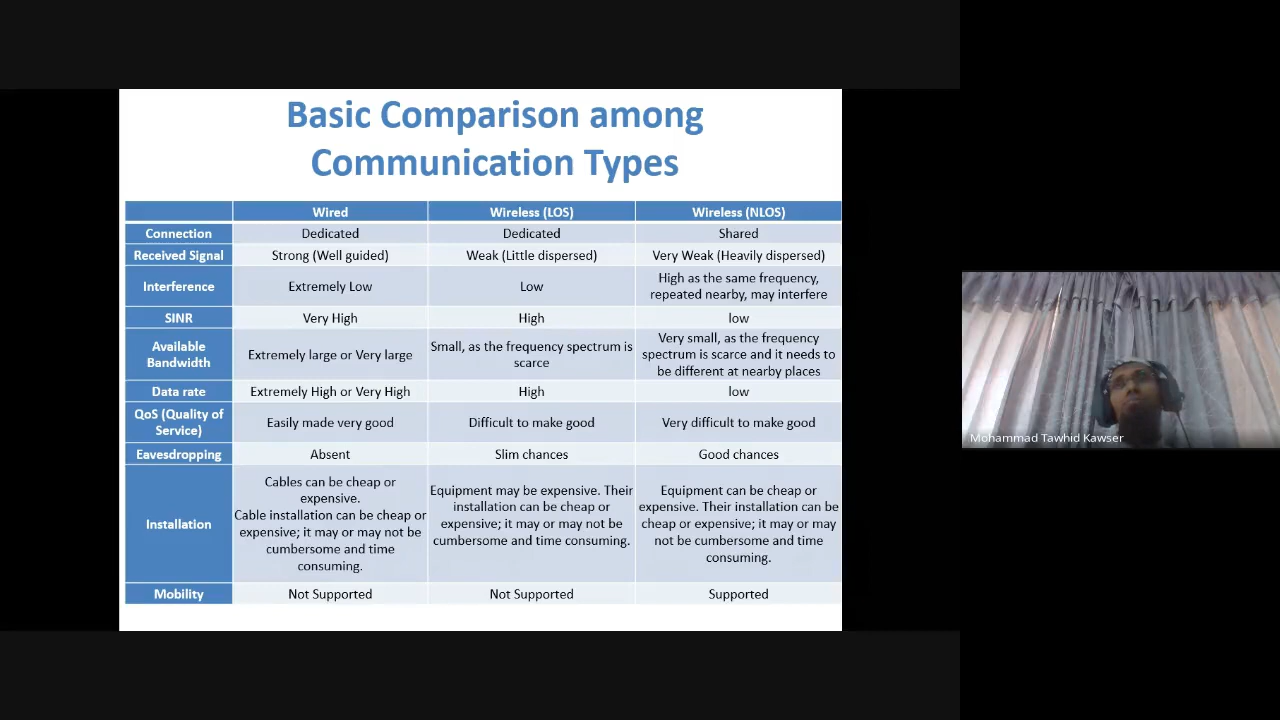 Basic Comparison among
Communication Types
Wired
Wireless (LOS)
Wireless (NLOS)
Connection
Dedicated
Dedicated
Shared
Received Signal
Strong (Well guided)
Weak (Little dispersed)
Very Weak (Heavily dispersed)
Interference
Extremely Low
Low
High as the same frequency,
repeated nearby, may interfere
SINR
Very High
High
low
Available
Bandwidth
Extremely large or Very large
Small, as the frequency spectrum is
scarce
Very small, as the frequency
spectrum is scarce and it needs to
be different at nearby places
Data rate
Extremely High or Very High
High
low
QoS (Quality of
Service)
Easily made very good
Difficult to make good
Very difficult to make good
Eavesdropping
Absent
Slim chances
Good chances
Installation
Cables can be cheap or
expensive.
Cable installation can be cheap or
expensive; it may or may not be
cumbersome and time
consuming.
Equipment may be expensive. Their
installation can be cheap or
expensive; it may or may not be
cumbersome and time consuming.
Equipment can be cheap or
expensive. Their installation can be
cheap or expensive; it may or may
not be cumbersome and time
consuming.
Mobility
Not Supported
Not Supported
Supported
Mohammad Tawhid Kawser